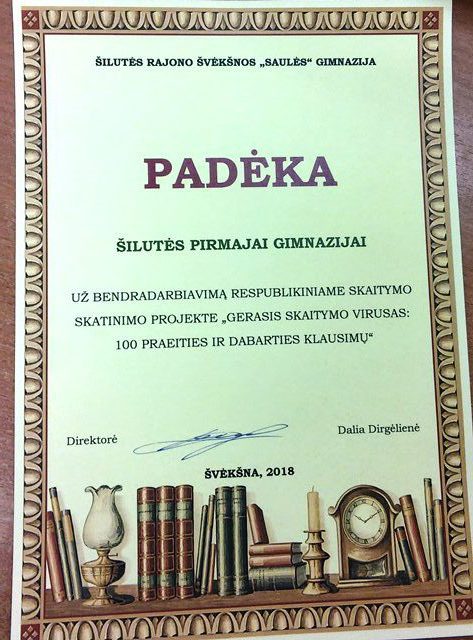 ŠILUTĖS RAJONO ŠVĖKŠNOS „SAULĖS“ GIMNAZIJA
PADĖKA
ŠILUTĖS PIRMAJAI GIMNAZIJAI
UŽ BENDRADARBIAVIMĄ RESPUBLIKINIAME SKAITYMO
SKATINIMO PROJEKTE „GERASIS SKAITYMO VIRUSAS:
100 PRAEITIES IR DABARTIES KLAUSIMŲ“
Direktorė
Dalia Dirgėlienė
ŠVĖKŠNA, 2018